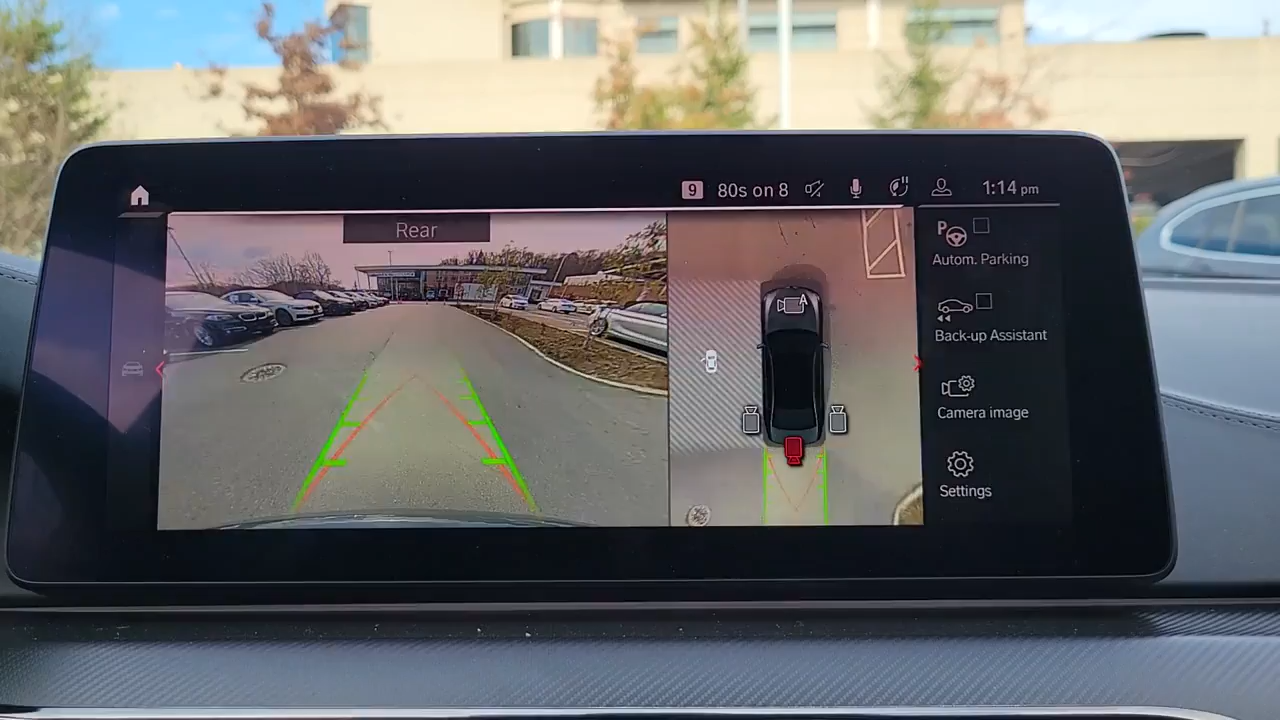 9 80s on 8 1:14 pm
Rear
A
P
Autom. Parking
Back-up Assistant
Camera image
Settings